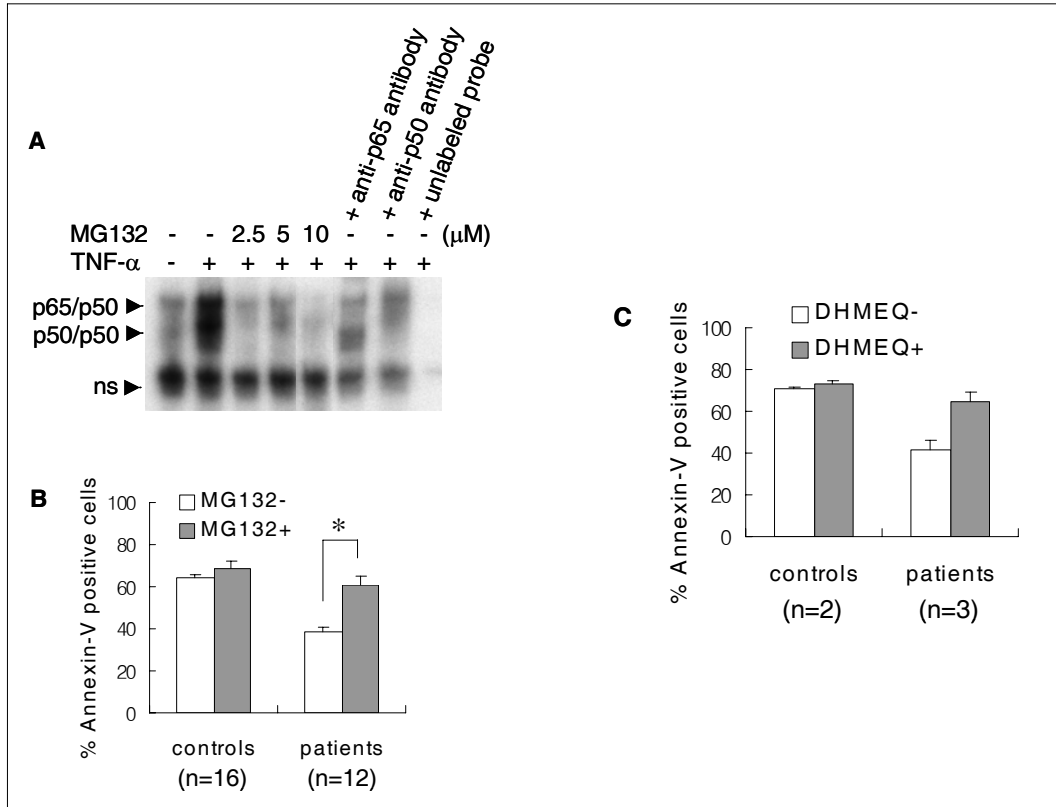 A
+ anti-p65 antibody
+ anti-p50 antibody
+ unlabeled probe
MG132 - - 2.5 5 10 - - - (μM)
TNF-α - + + + + + + +
p65/p50
p50/p50
ns
B
% Annexin-V positive cells
100
80
60
40
20
0
MG132-
MG132+
*
controls
patients
(n=16)
(n=12)
C
% Annexin-V positive cells
100
80
60
40
20
0
DHMEQ-
DHMEQ+
controls
patients
(n=2)
(n=3)